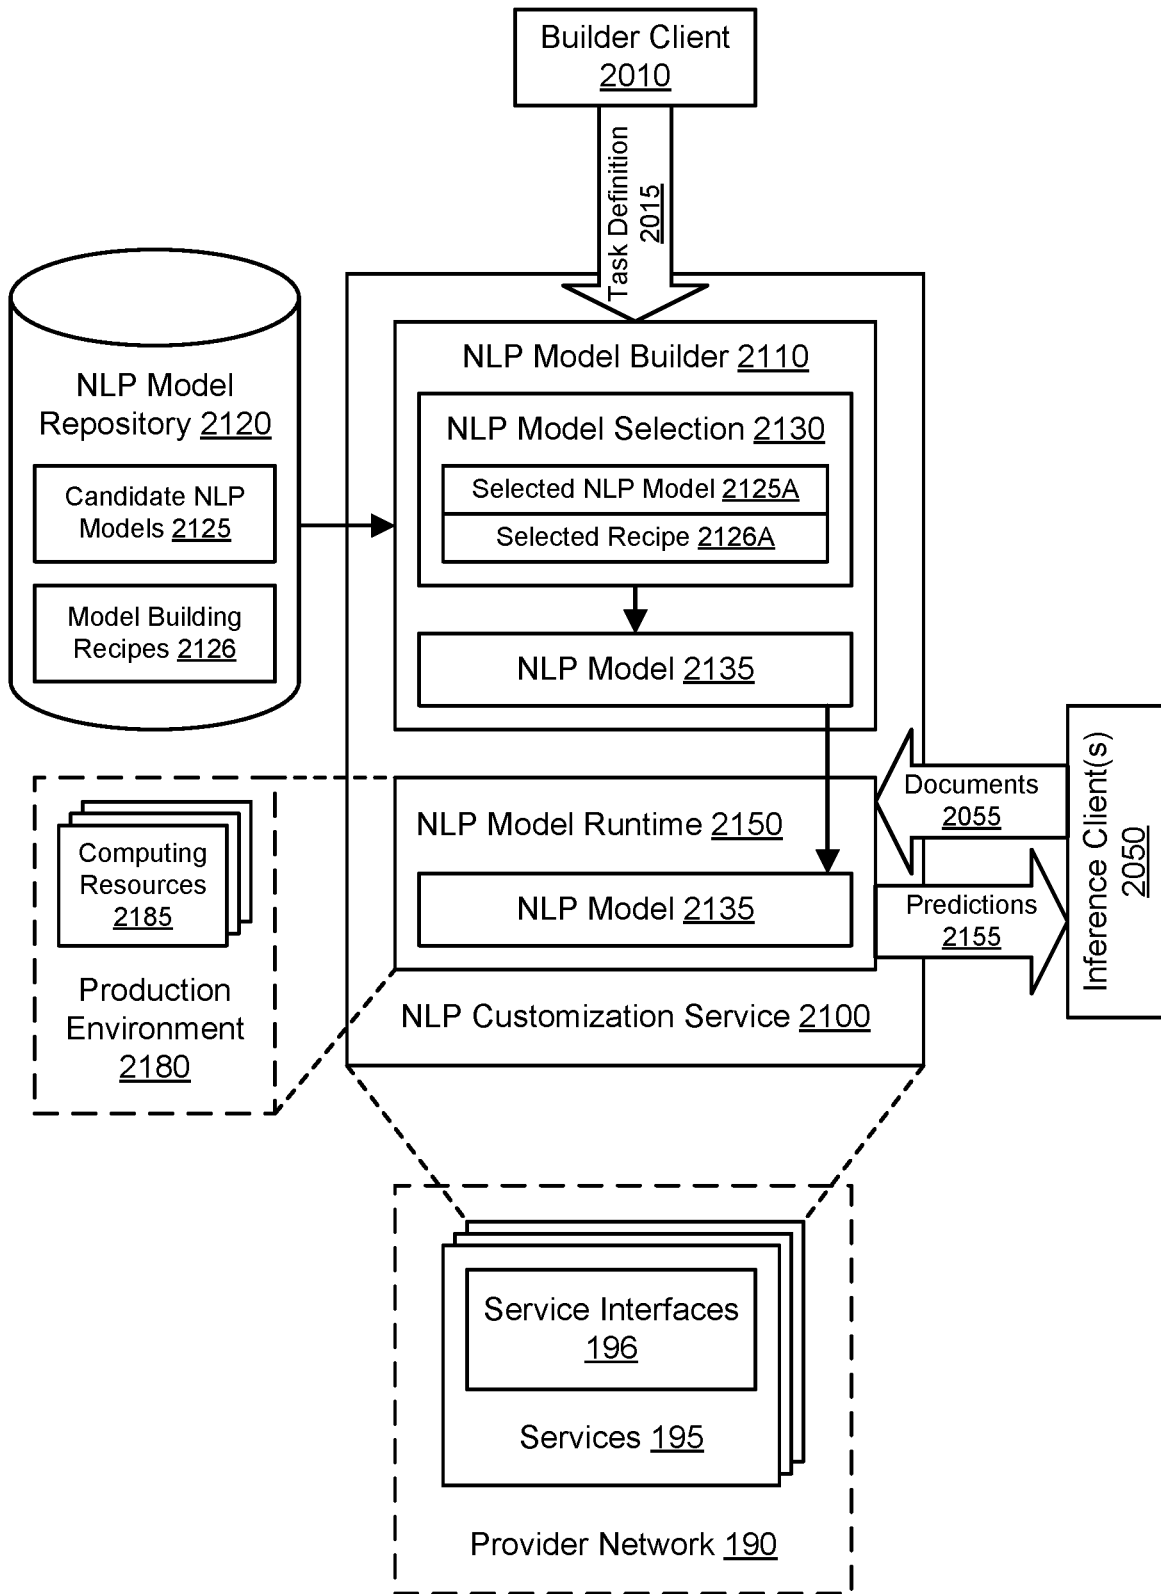 Builder Client
2010
Task Definition
2015
NLP Model
Repository 2120
Candidate NLP
Models 2125
Model Building
Recipes 2126
NLP Model Builder 2110
NLP Model Selection 2130
Selected NLP Model 2125A
Selected Recipe 2126A
NLP Model 2135
Computing
Resources
2185
Production
Environment
2180
NLP Model Runtime 2150
NLP Model 2135
NLP Customization Service 2100
Documents
2055
Predictions
2155
Inference Client(s)
2050
Service Interfaces
196
Services 195
Provider Network 190